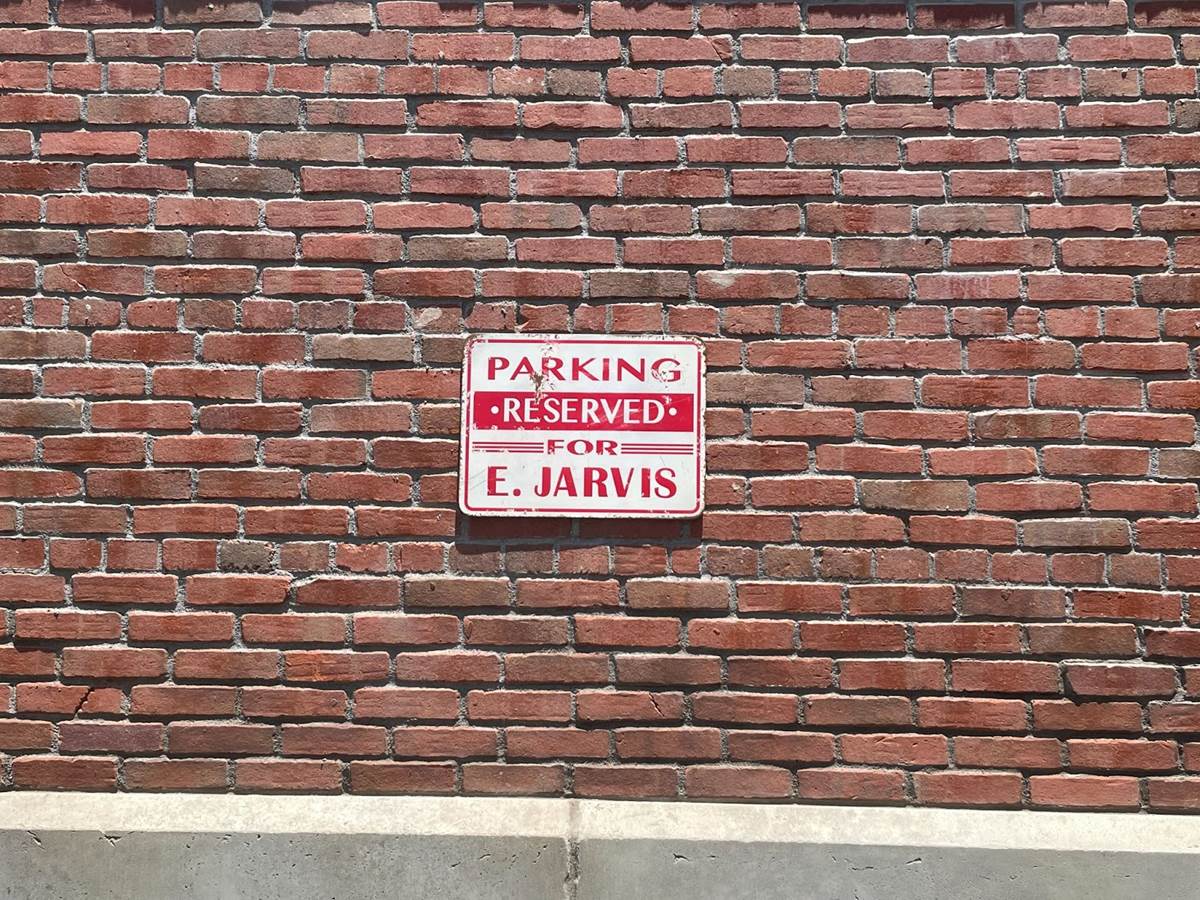 PARKING
•RESERVED•
FOR
E. JARVIS